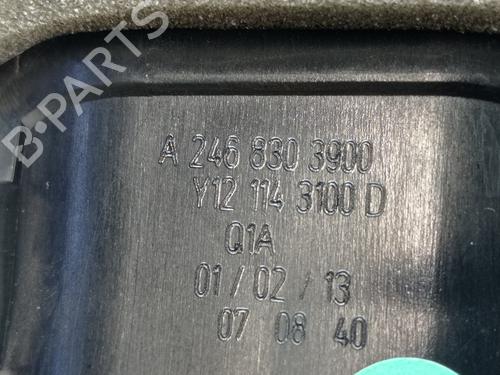 A 246 830 3900
Y12 114 3100 D
Q1A
01/02/13
07 08 40
B-PARTS